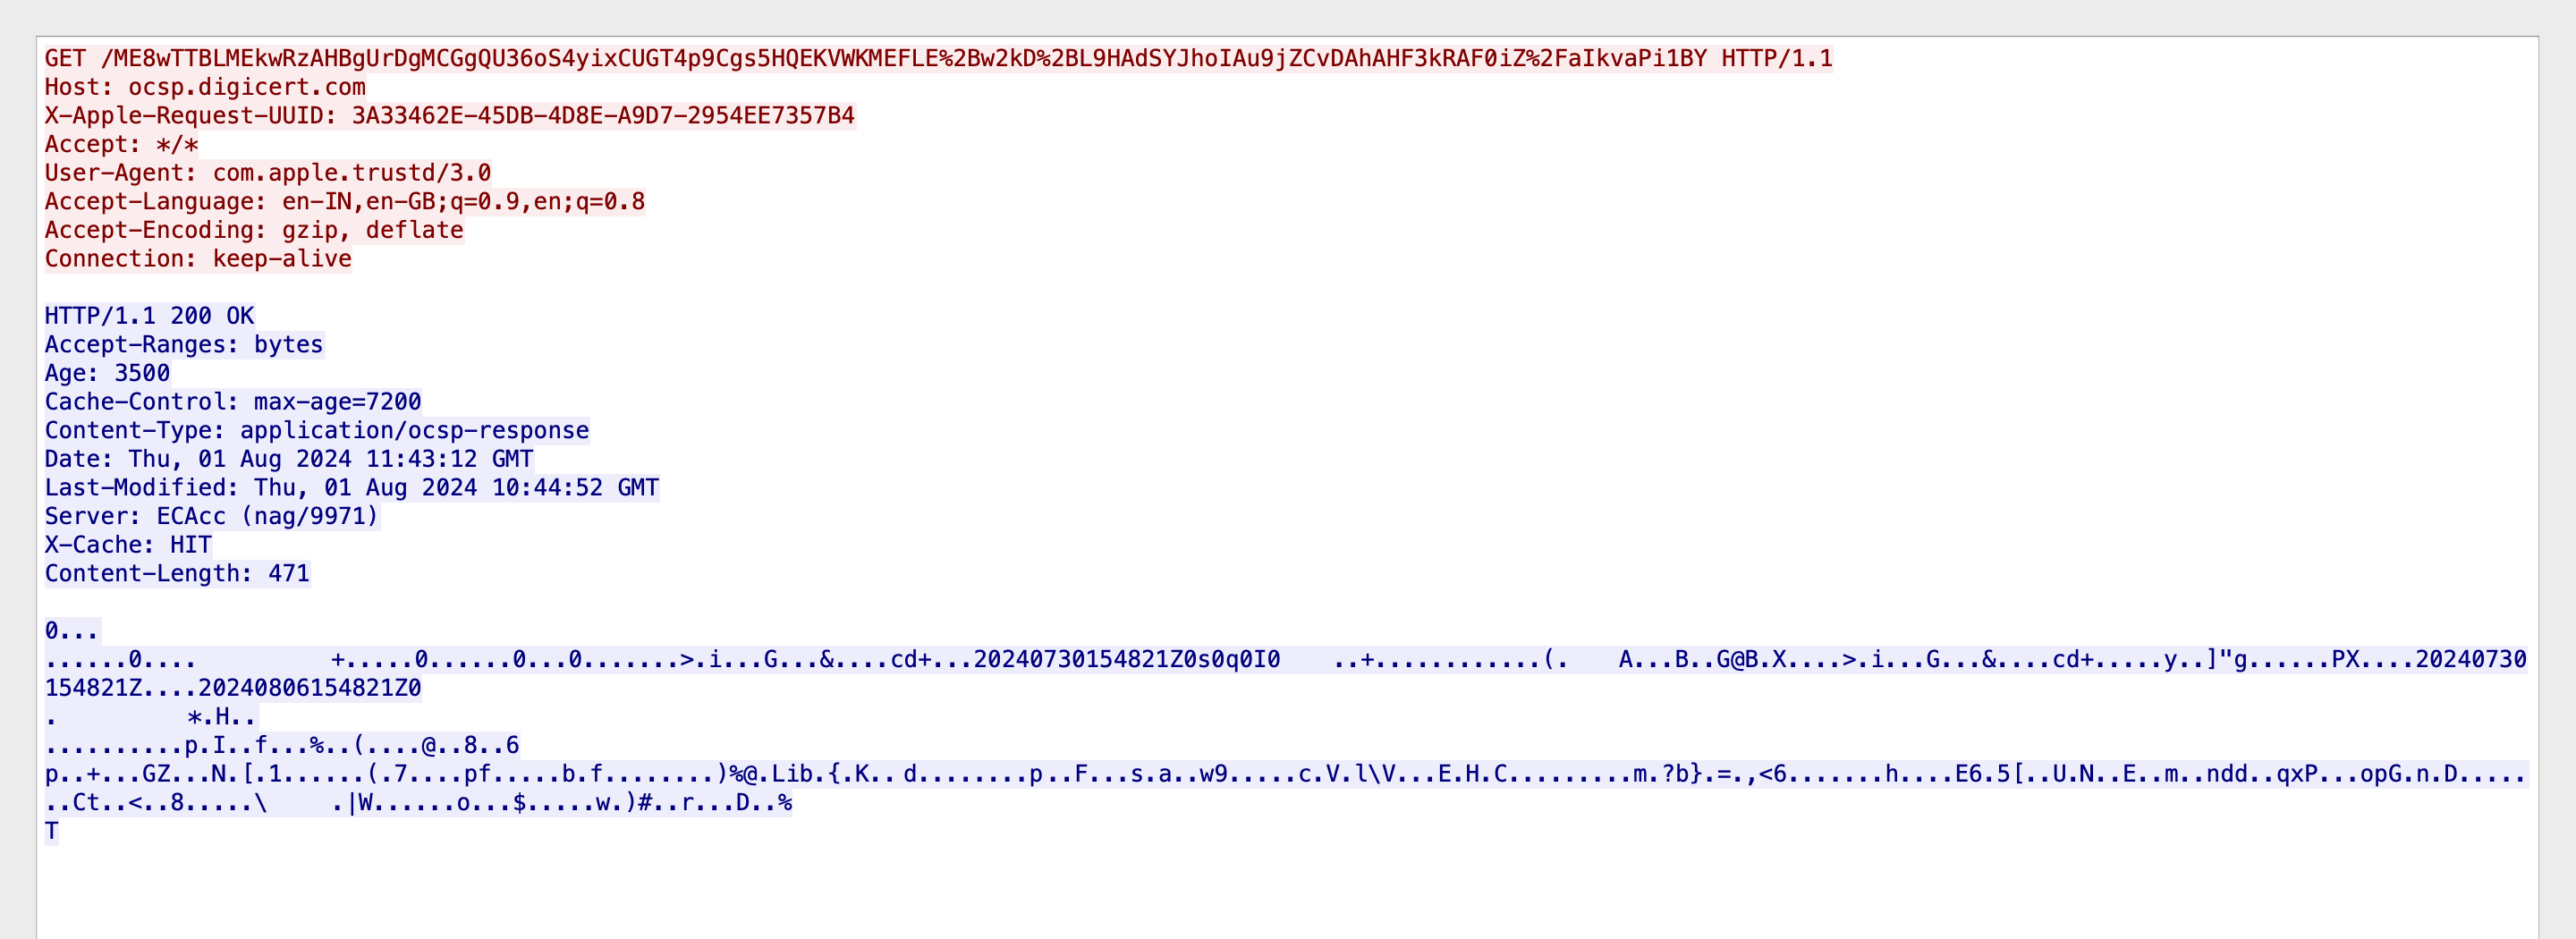 GET /ME8wTTBLMEkwRzAHBgUrDgMCGgQU36oS4yixCUGT4p9Cgs5HQEKVWKMEFLE%2Bw2kD%2BL9HAdSYJhoIAu9jZCvDAhAHF3kRAF0iZ%2FaIkvaPi1BY HTTP/1.1
Host: ocsp.digicert.com
X-Apple-Request-UUID: 3A33462E-45DB-4D8E-A9D7-2954EE7357B4
Accept: */*
User-Agent: com.apple.trustd/3.0
Accept-Language: en-IN,en-GB;q=0.9,en;q=0.8
Accept-Encoding: gzip, deflate
Connection: keep-alive
HTTP/1.1 200 OK
Accept-Ranges: bytes
Age: 3500
Cache-Control: max-age=7200
Content-Type: application/ocsp-response
Date: Thu, 01 Aug 2024 11:43:12 GMT
Last-Modified: Thu, 01 Aug 2024 10:44:52 GMT
Server: ECAcc (nag/9971)
X-Cache: HIT
Content-Length: 471
0...
......0.... +.....0......0...0.......>.i...G...&....cd+...20240730154821Z0s0q0I0 ..+............(. A...B..G@B.X....>.i...G...&....cd+.....y..]"g......PX....20240730
154821Z....20240806154821Z0
. *.H..
..........p.I..f...%..(....@..8..6
p..+...GZ...N.[.1......(.7....pf.....b.f........)%@.Lib.{.K..d........p..F...s.a..w9.....c.V.l\V...E.H.C.........m.?b}.=.,<6.......h....E6.5[..U.N..E..m..ndd..qxP...opG.n.D.....
..Ct..<..8.....\ .|W......o...$.....w.)#..r...D..%
T